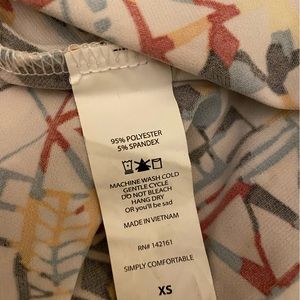 95% POLYESTER
5% SPANDEX
MACHINE WASH COLD
GENTLE CYCLE
DO NOT BLEACH
HANG DRY
OR you'll be sad
MADE IN VIETNAM
RN# 142161
SIMPLY COMFORTABLE
XS